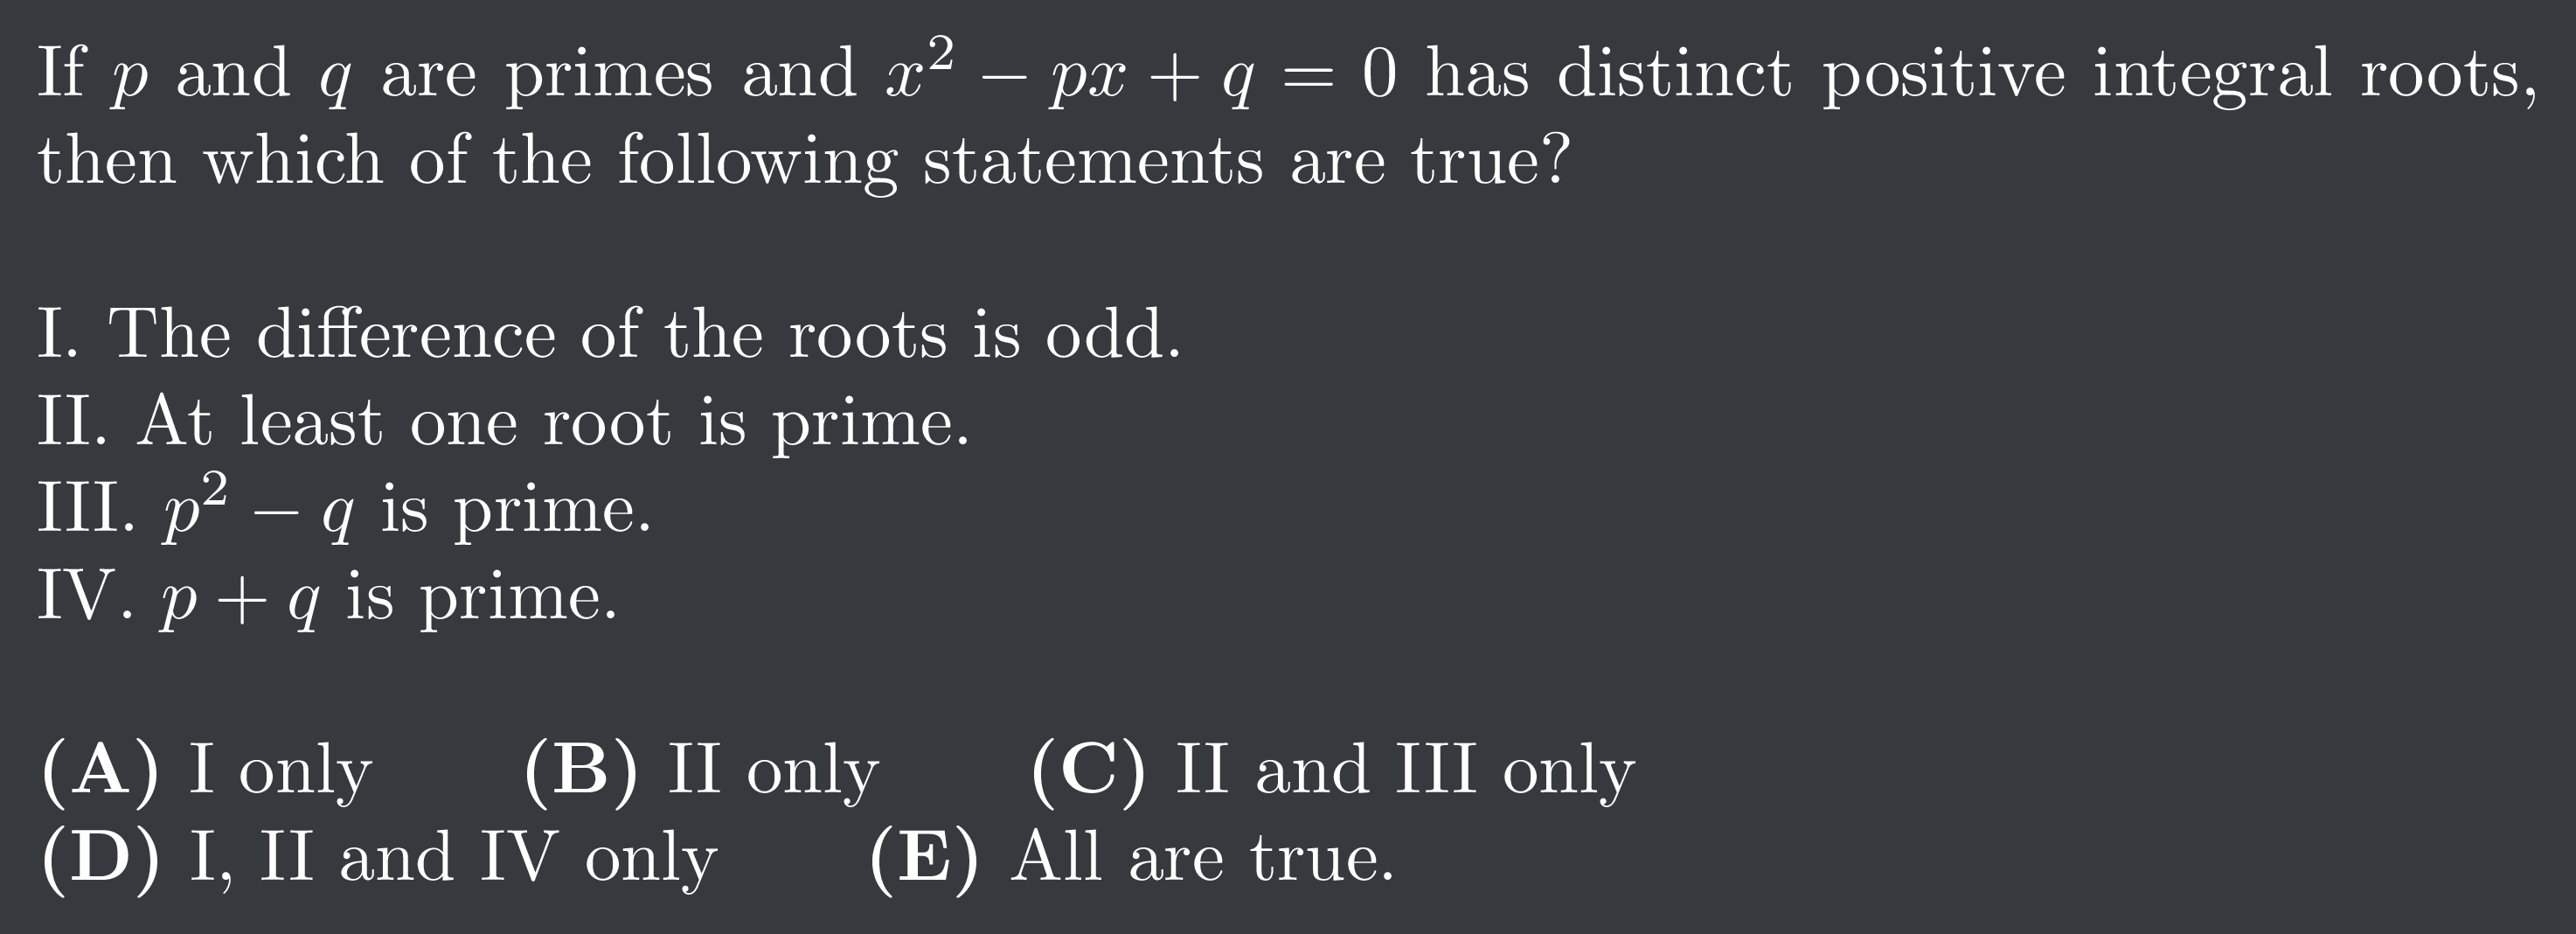 If p and q are primes and x² − px + q = 0 has distinct positive integral roots,
then which of the following statements are true?
I. The difference of the roots is odd.
II. At least one root is prime.
III. p² − q is prime.
IV. p + q is prime.
(A) I only (B) II only (C) II and III only
(D) I, II and IV only (E) All are true.